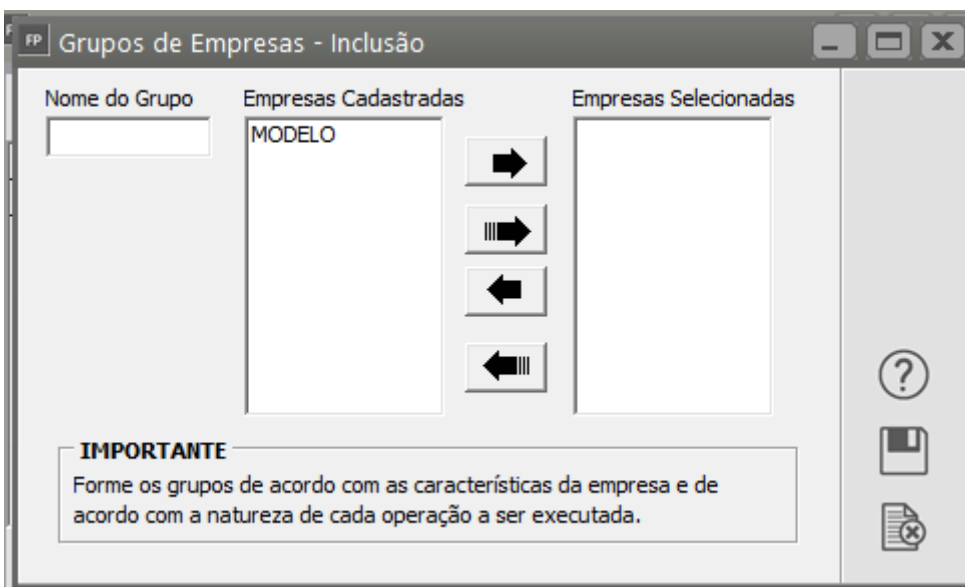 FP Grupos de Empresas - Inclusão
Nome do Grupo
Empresas Cadastradas
Empresas Selecionadas
MODELO
IMPORTANTE
Forme os grupos de acordo com as características da empresa e de
acordo com a natureza de cada operação a ser executada.